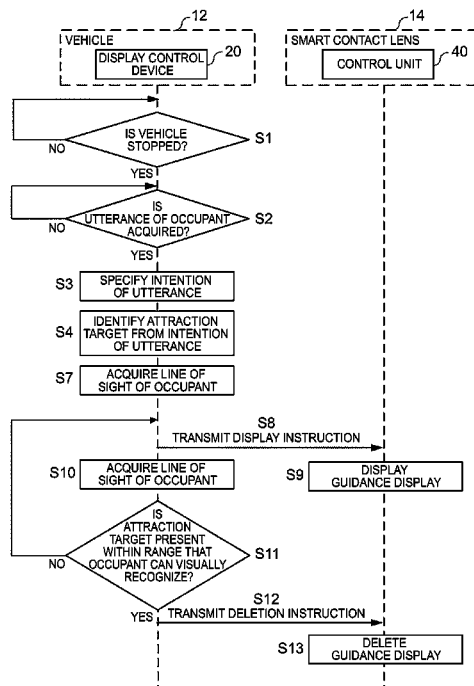 12
14
VEHICLE
DISPLAY CONTROL
DEVICE
20
SMART CONTACT LENS
CONTROL UNIT
40
IS VEHICLE
STOPPED?
S1
NO
YES
IS
UTTERANCE OF OCCUPANT
ACQUIRED?
S2
NO
YES
S3
SPECIFY INTENTION
OF UTTERANCE
S4
IDENTIFY ATTRACTION
TARGET FROM INTENTION
OF UTTERANCE
S7
ACQUIRE LINE OF
SIGHT OF OCCUPANT
S8
TRANSMIT DISPLAY INSTRUCTION
S10
ACQUIRE LINE OF
SIGHT OF OCCUPANT
S9
DISPLAY
GUIDANCE DISPLAY
IS
ATTRACTION
TARGET PRESENT
WITHIN RANGE THAT
OCCUPANT CAN VISUALLY
RECOGNIZE?
S11
NO
YES
S12
TRANSMIT DELETION INSTRUCTION
S13
DELETE
GUIDANCE DISPLAY